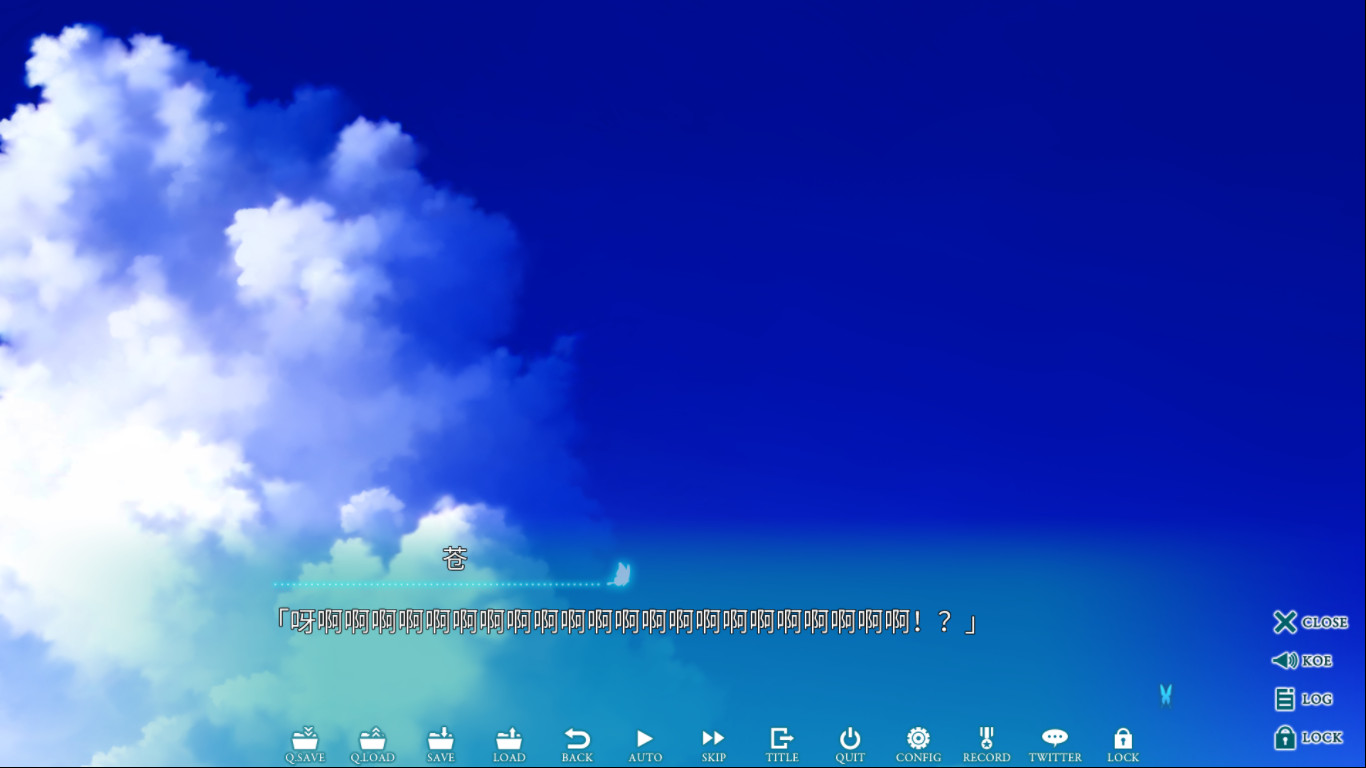 苍
「呀啊啊啊啊啊啊啊啊啊啊啊啊啊啊啊啊啊啊啊啊啊啊！？」
CLOSE
KOE
LOG
LOCK
Q.SAVE Q.LOAD SAVE LOAD BACK AUTO SKIP TITLE QUIT CONFIG RECORD TWITTER LOCK